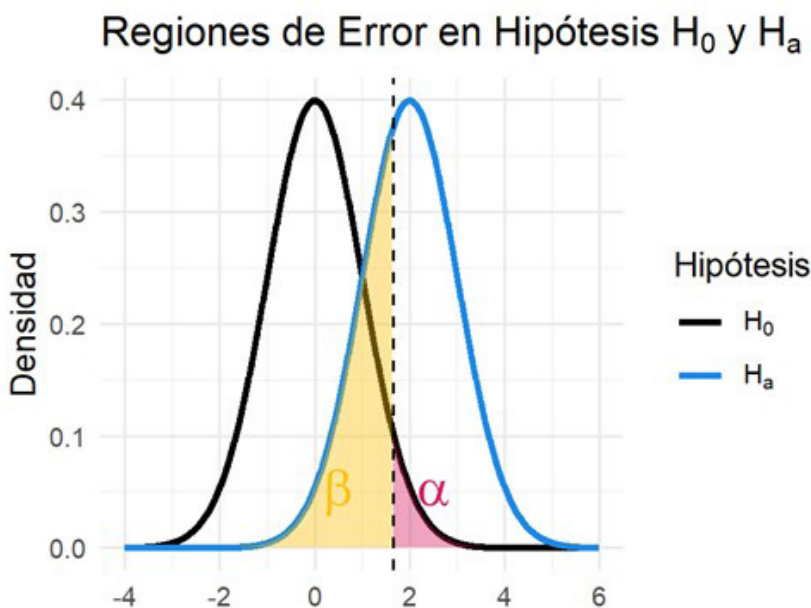 Regiones de Error en Hipótesis H₀ y Hₐ
0.4
0.3
0.2
0.1
0.0
Densidad
β
α
-4 -2 0 2 4 6
Hipótesis
H₀
Hₐ